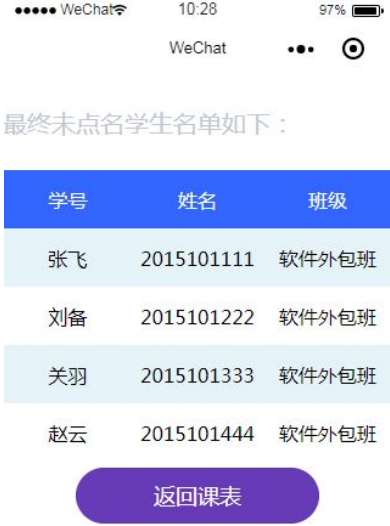 WeChat 10:28 97%
WeChat
最终未点名学生名单如下：
学号 姓名 班级
张飞 2015101111 软件外包班
刘备 2015101222 软件外包班
关羽 2015101333 软件外包班
赵云 2015101444 软件外包班
返回课表